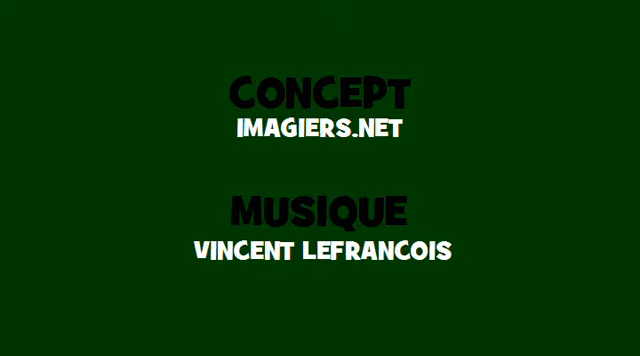 CONCEPT
IMAGIERS.NET
MUSIQUE
VINCENT LEFRANCOIS